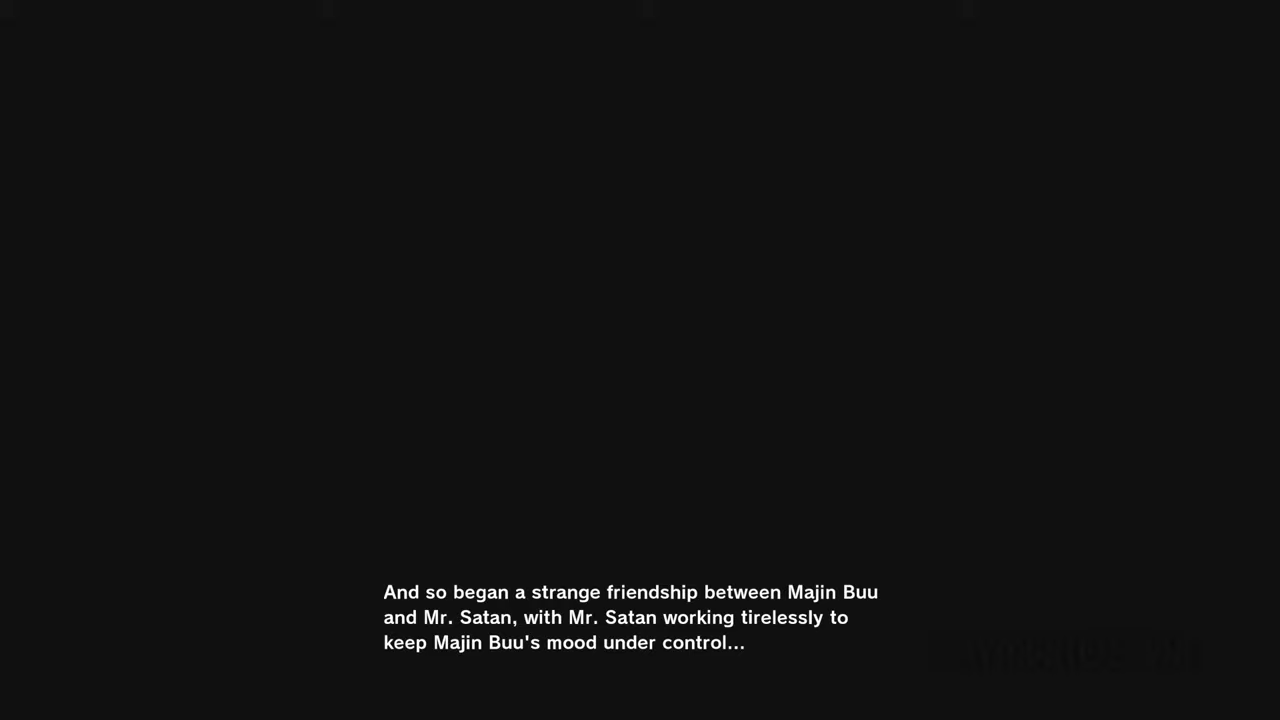 And so began a strange friendship between Majin Buu
and Mr. Satan, with Mr. Satan working tirelessly to
keep Majin Buu's mood under control...